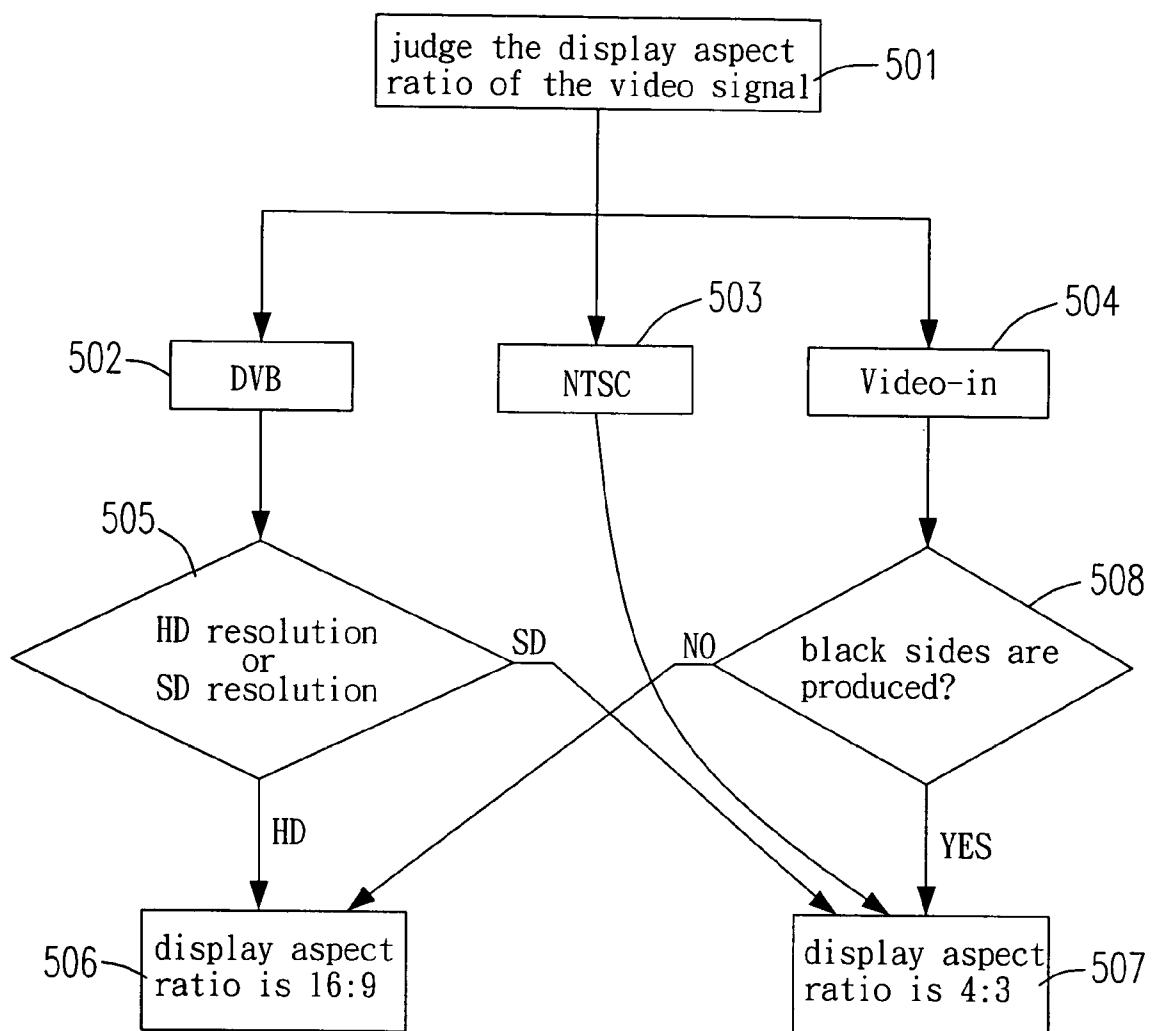 judge the display aspect
ratio of the video signal
501
502
DVB
503
NTSC
504
Video-in
505
HD resolution
or
SD resolution
SD
NO
508
black sides are
produced?
HD
YES
506
display aspect
ratio is 16:9
display aspect
ratio is 4:3
507